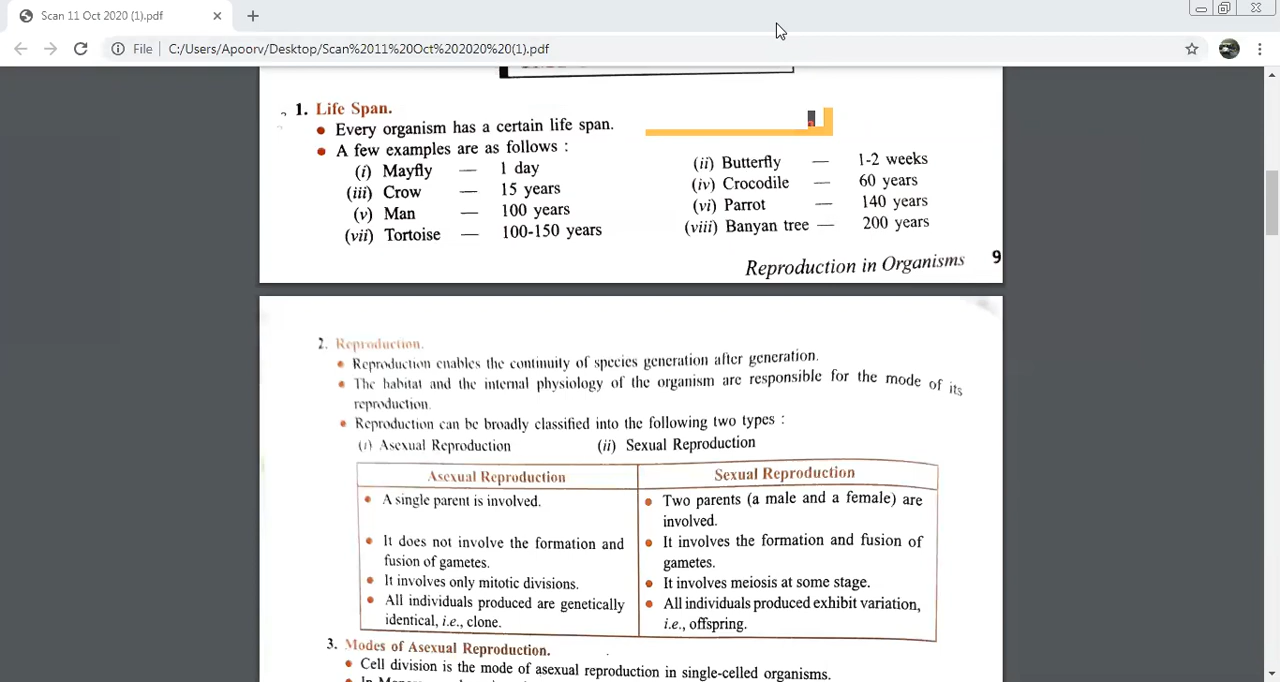 Scan 11 Oct 2020 (1).pdf
File C:/Users/Apoorv/Desktop/Scan%2011%20Oct%202020%20(1).pdf
1. Life Span.
• Every organism has a certain life span.
• A few examples are as follows :
(i) Mayfly — 1 day (ii) Butterfly — 1-2 weeks
(iii) Crow — 15 years (iv) Crocodile — 60 years
(v) Man — 100 years (vi) Parrot — 140 years
(vii) Tortoise — 100-150 years (viii) Banyan tree — 200 years
Reproduction in Organisms 9
2. Reproduction.
• Reproduction enables the continuity of species generation after generation.
• The habitat and the internal physiology of the organism are responsible for the mode of its
reproduction.
• Reproduction can be broadly classified into the following two types :
(i) Asexual Reproduction (ii) Sexual Reproduction
Asexual Reproduction Sexual Reproduction
• A single parent is involved. • Two parents (a male and a female) are
involved.
• It does not involve the formation and • It involves the formation and fusion of
fusion of gametes. gametes.
• It involves only mitotic divisions. • It involves meiosis at some stage.
• All individuals produced are genetically • All individuals produced exhibit variation,
identical, i.e., clone. i.e., offspring.
3. Modes of Asexual Reproduction.
• Cell division is the mode of asexual reproduction in single-celled organisms.
• In